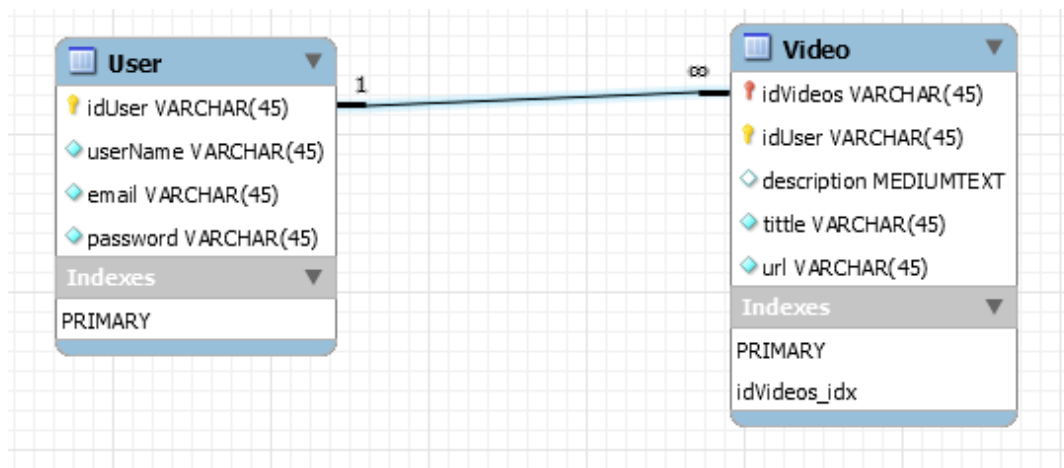 User
idUser VARCHAR(45)
userName VARCHAR(45)
email VARCHAR(45)
password VARCHAR(45)
Indexes
PRIMARY
1
∞
Video
idVideos VARCHAR(45)
idUser VARCHAR(45)
description MEDIUMTEXT
tittle VARCHAR(45)
url VARCHAR(45)
Indexes
PRIMARY
idVideos_idx